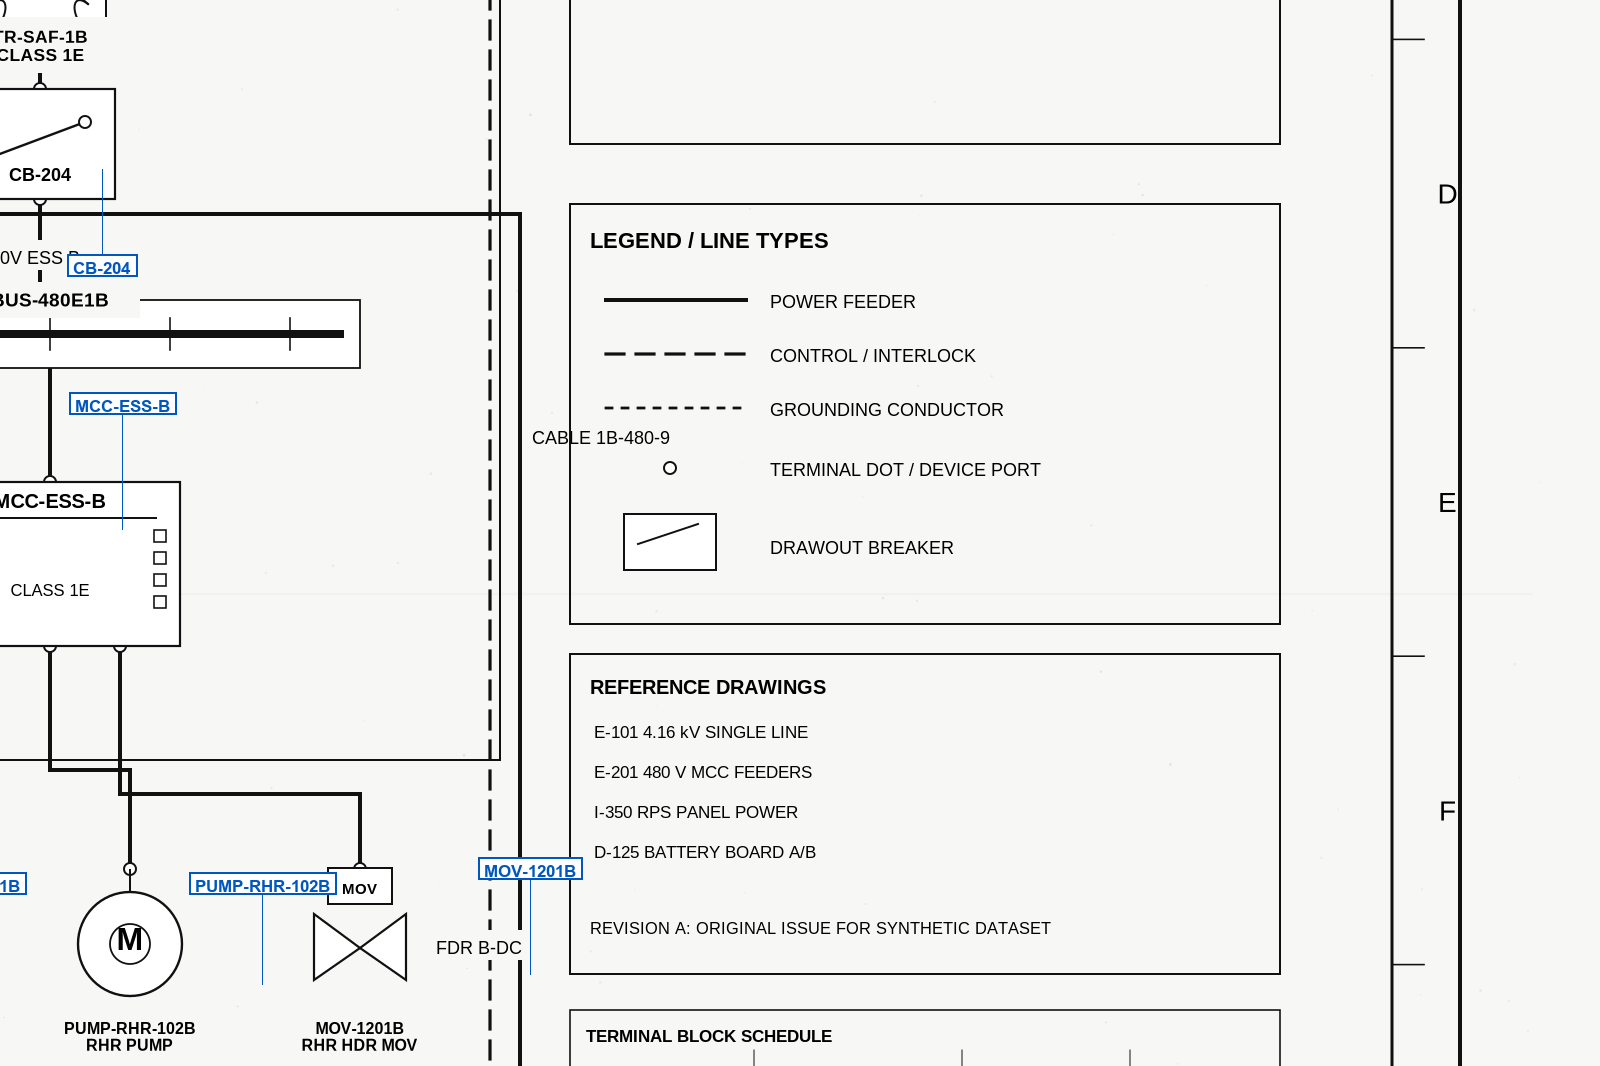 TR-SAF-1B
CLASS 1E
CB-204
0V ESS
CB-204
BUS-480E1B
MCC-ESS-B
MCC-ESS-B
CLASS 1E
1B
PUMP-RHR-102B
MOV
MOV-1201B
M
FDR B-DC
PUMP-RHR-102B
RHR PUMP
MOV-1201B
RHR HDR MOV
LEGEND / LINE TYPES
POWER FEEDER
CONTROL / INTERLOCK
GROUNDING CONDUCTOR
CABLE 1B-480-9
TERMINAL DOT / DEVICE PORT
DRAWOUT BREAKER
REFERENCE DRAWINGS
E-101 4.16 kV SINGLE LINE
E-201 480 V MCC FEEDERS
I-350 RPS PANEL POWER
D-125 BATTERY BOARD A/B
REVISION A: ORIGINAL ISSUE FOR SYNTHETIC DATASET
TERMINAL BLOCK SCHEDULE
D
E
F